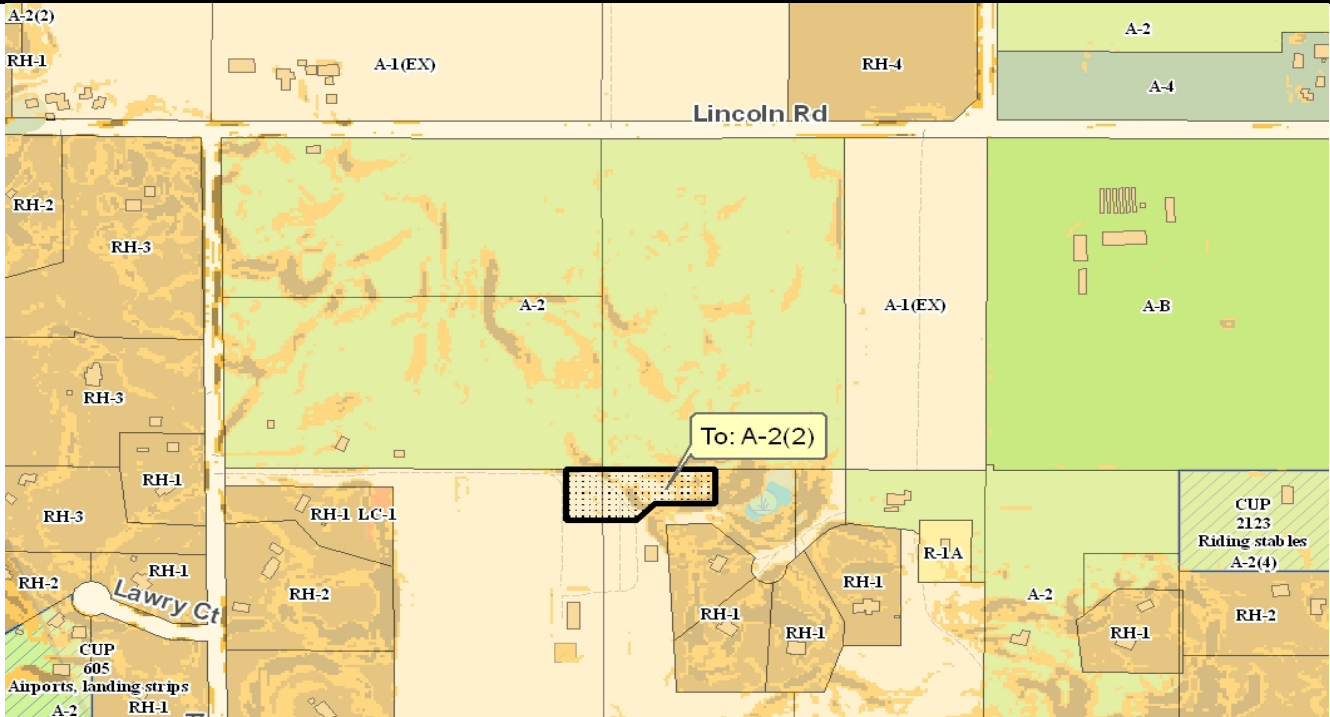 A-2(2)
RH-1
A-1(EX)
RH-4
A-2
A-4
Lincoln Rd
RH-2
RH-3
A-2
A-1(EX)
A-B
RH-3
To: A-2(2)
RH-1
RH-3
RH-1 LC-1
CUP
2123
Riding stables
A-2(4)
R-1A
RH-2
RH-1
Lawry Ct
RH-2
RH-1
RH-1
RH-1
A-2
RH-1
RH-2
CUP
605
Airports, landing strips
A-2
RH-1